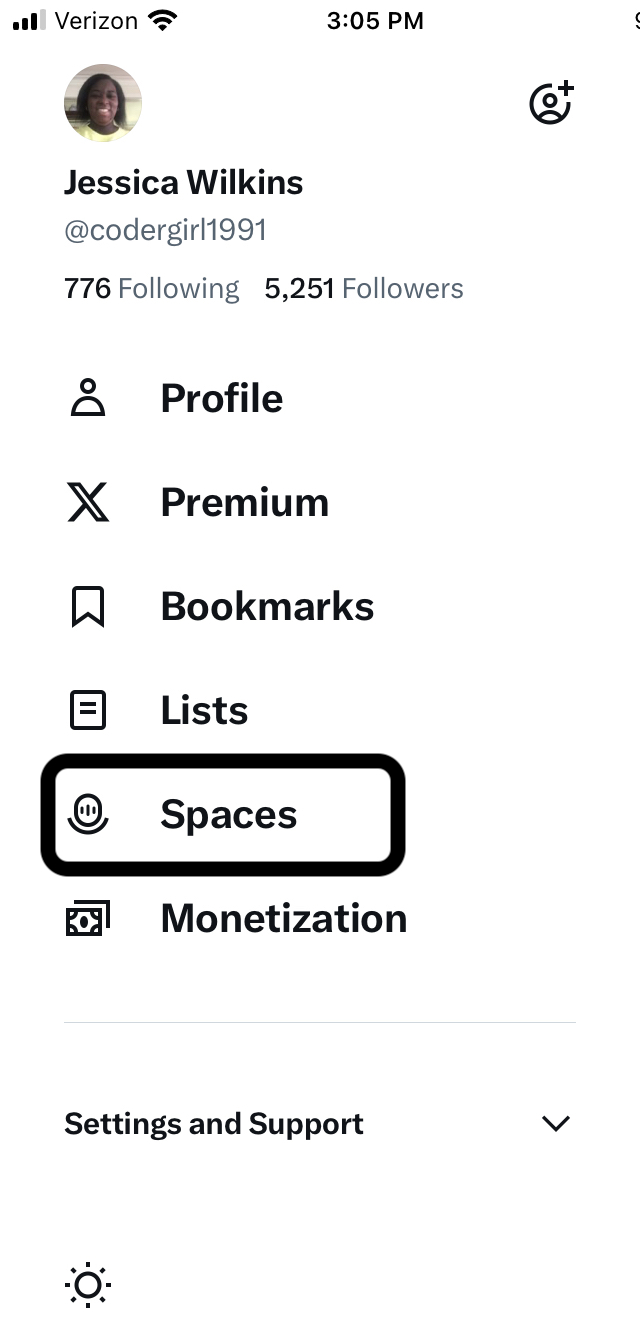 Verizon 3:05 PM
Jessica Wilkins
@codergirl1991
776 Following 5,251 Followers
Profile
Premium
Bookmarks
Lists
Spaces
Monetization
Settings and Support